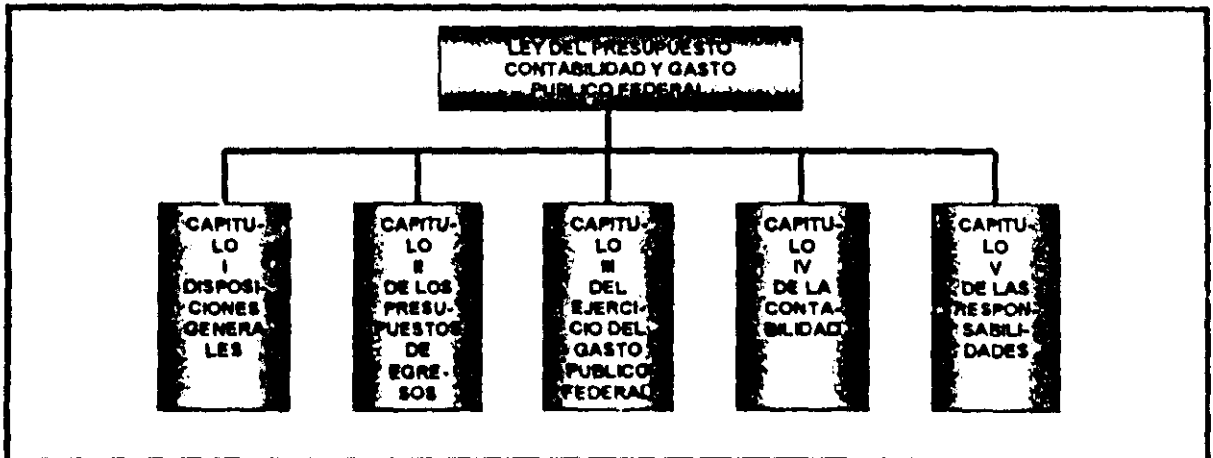 LEY DEL PRESUPUESTO
CONTABILIDAD Y GASTO
PUBLICO FEDERAL
CAPITU-
LO
I
DISPOSI-
CIONES
GENERA-
LES
CAPITU-
LO
II
DE LOS
PRESU-
PUESTOS
DE
EGRE-
SOS
CAPITU-
LO
III
DEL
EJERCI-
CIO DEL
GASTO
PUBLICO
FEDERAL
CAPITU-
LO
IV
DE LA
CONTA-
BILIDAD
CAPITU-
LO
V
DE LAS
RESPON-
SABILI-
DADES